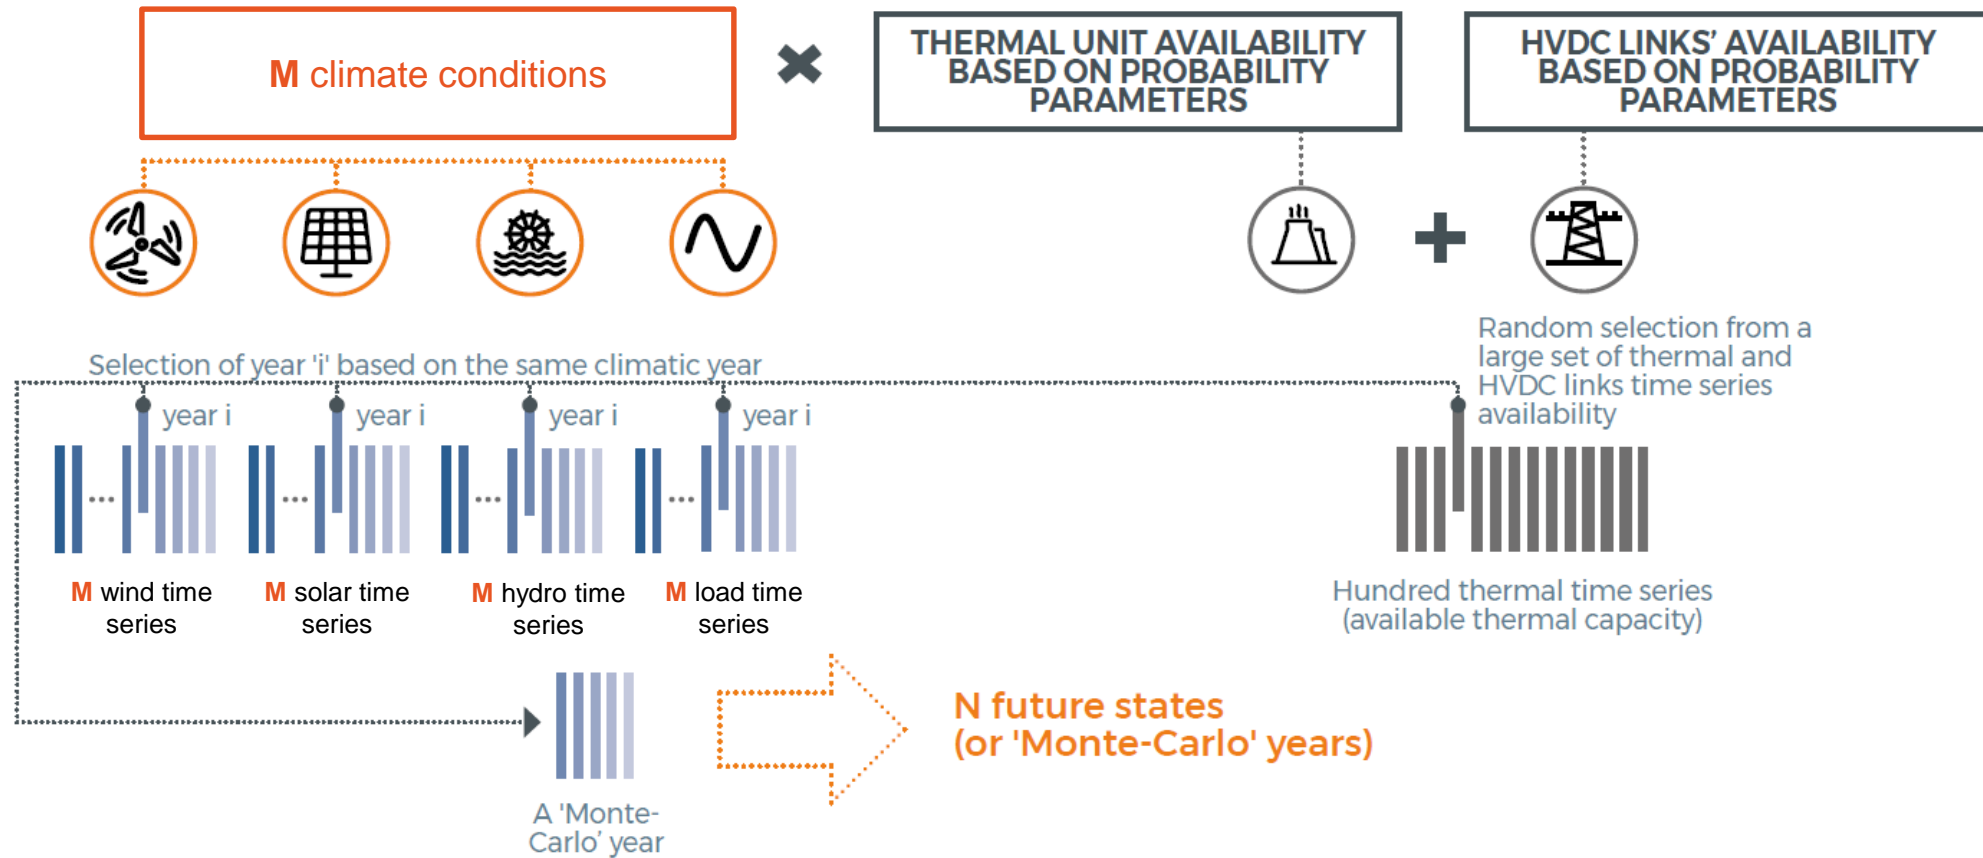 M climate conditions
THERMAL UNIT AVAILABILITY
BASED ON PROBABILITY
PARAMETERS
HVDC LINKS' AVAILABILITY
BASED ON PROBABILITY
PARAMETERS
Selection of year 'i' based on the same climatic year
Random selection from a
large set of thermal and
HVDC links time series
availability
year i
year i
year i
year i
...
...
...
...
M wind time
series
M solar time
series
M hydro time
series
M load time
series
Hundred thermal time series
(available thermal capacity)
A 'Monte-
Carlo' year
N future states
(or 'Monte-Carlo' years)